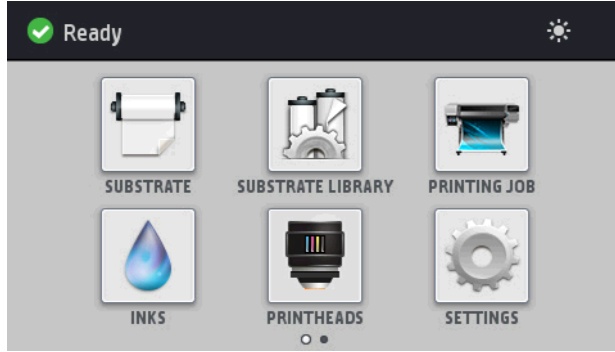 Ready
SUBSTRATE
SUBSTRATE LIBRARY
PRINTING JOB
INKS
PRINTHEADS
SETTINGS